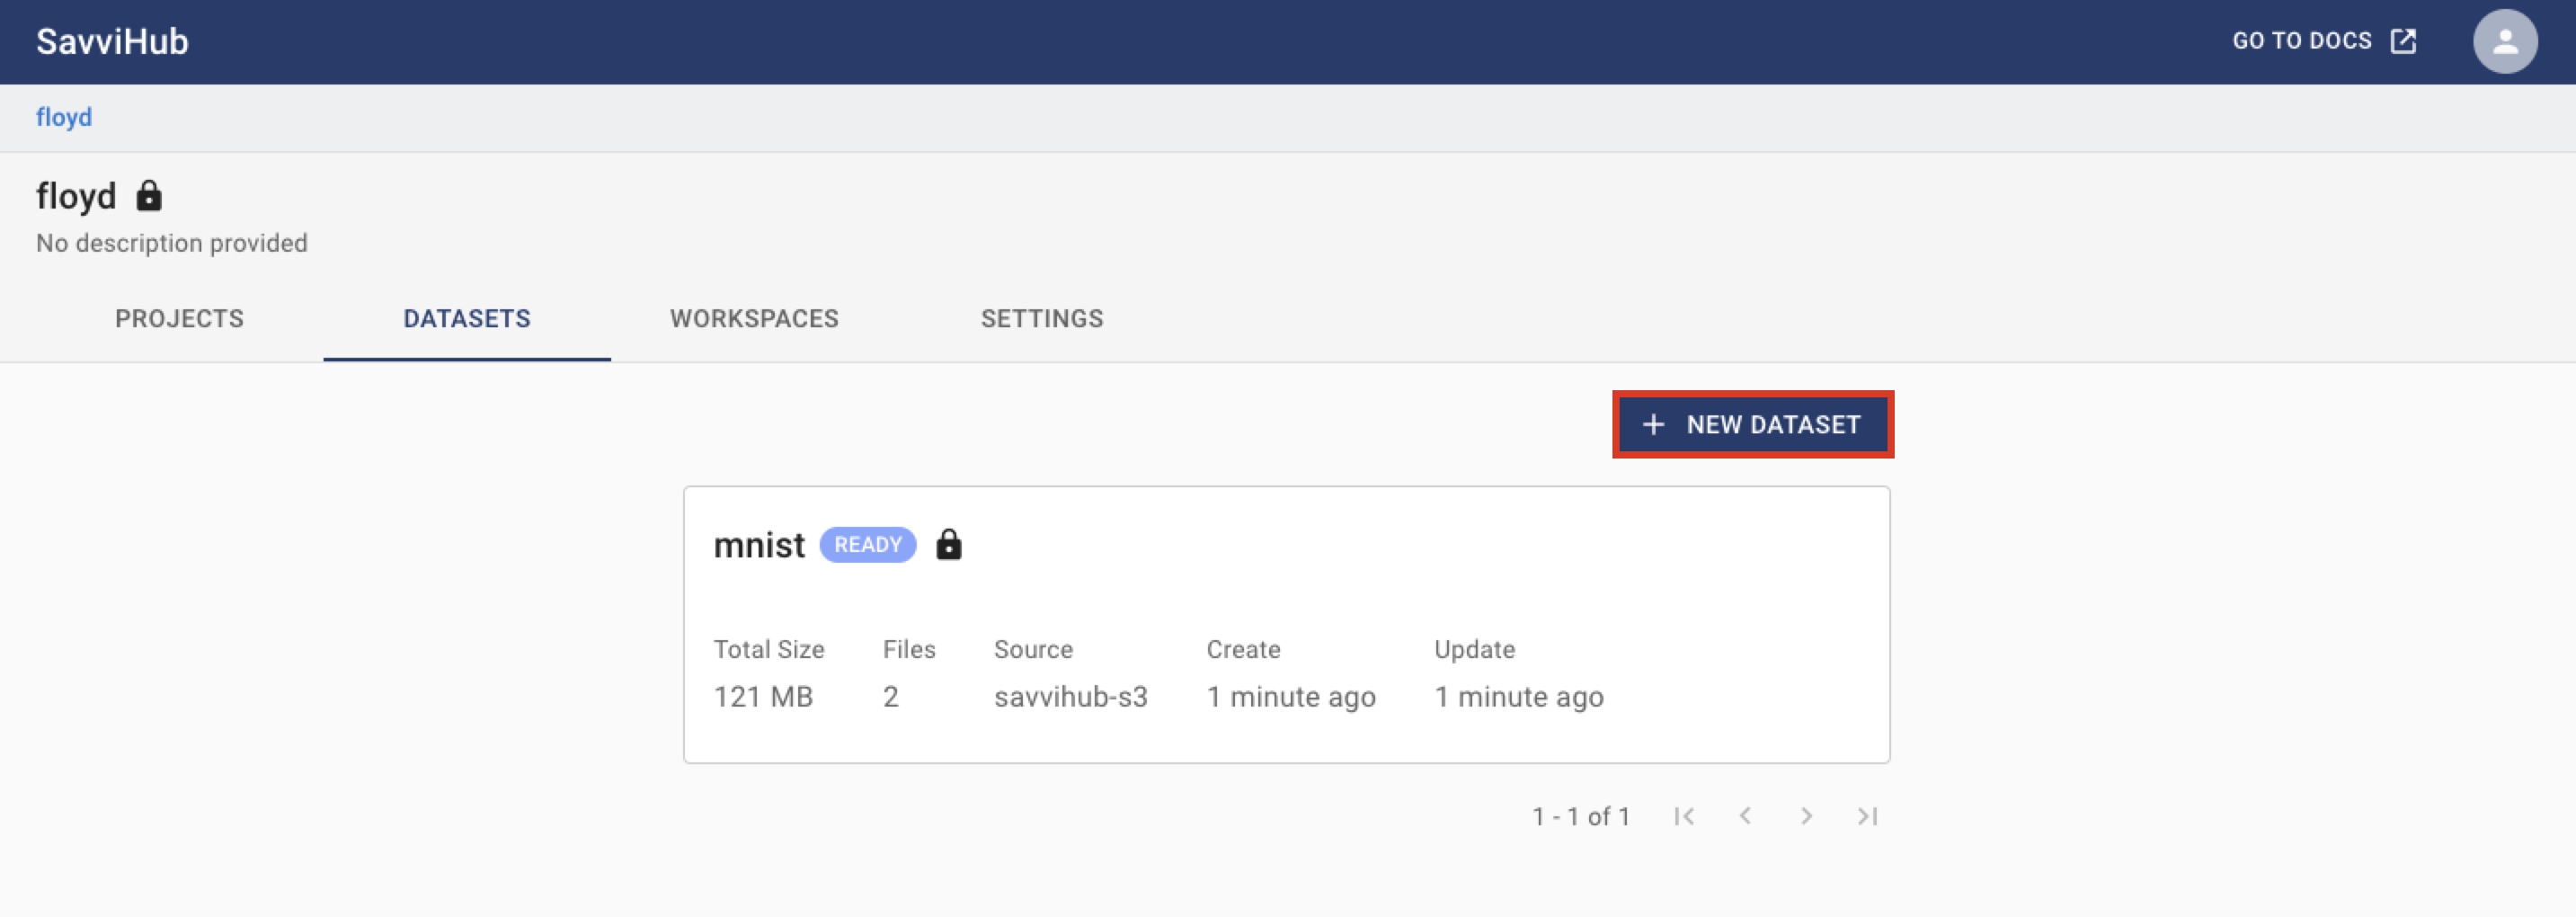 SavviHub
GO TO DOCS
floyd
floyd
No description provided
PROJECTS DATASETS WORKSPACES SETTINGS
+ NEW DATASET
mnist READY
Total Size Files Source Create Update
121 MB 2 savvihub-s3 1 minute ago 1 minute ago
1 - 1 of 1